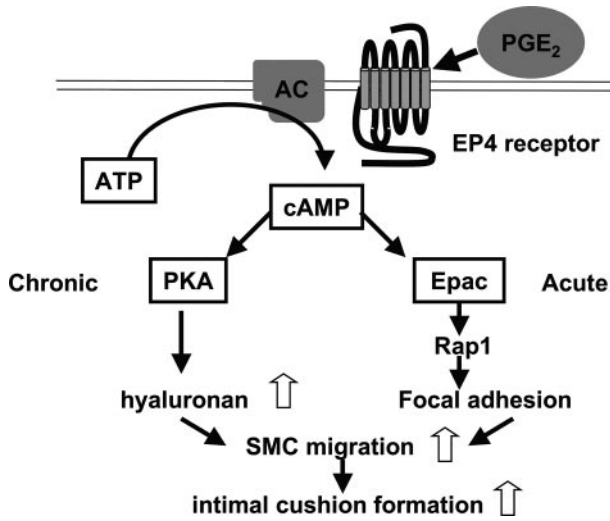 PGE₂
AC
EP4 receptor
ATP
cAMP
Chronic
PKA
Epac
Acute
Rap1
hyaluronan
Focal adhesion
SMC migration
intimal cushion formation